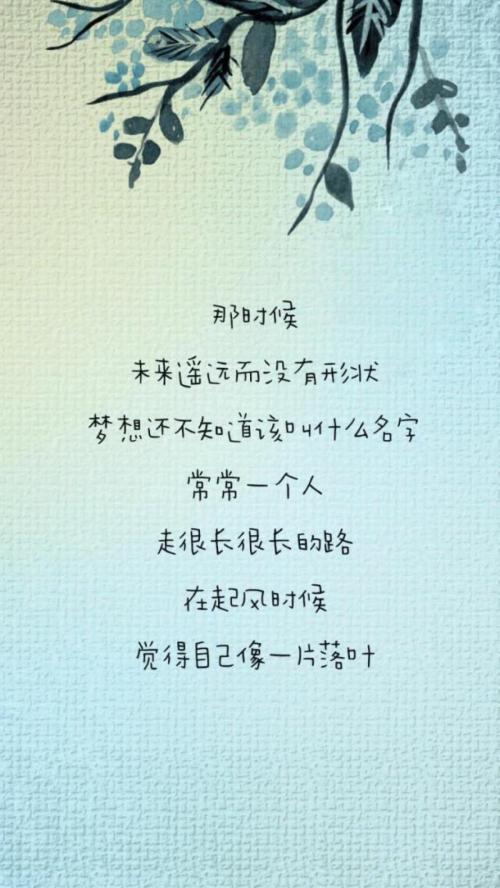 那时候
未来遥远而没有形状
梦想还不知道该叫什么名字
常常一个人
走很长很长的路
在起风时候
觉得自己像一片落叶